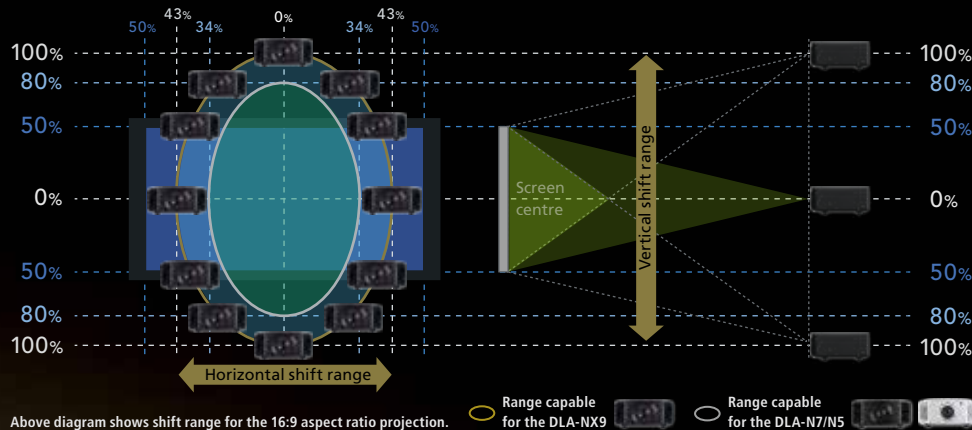 43% 0% 43%
50% 34% 34% 50%
100% 100%
80% 80%
50% 50%
0% Screen centre Vertical shift range 0%
50% 50%
80% 80%
100% 100%
Horizontal shift range
Above diagram shows shift range for the 16:9 aspect ratio projection.
Range capable
for the DLA-NX9
Range capable
for the DLA-N7/N5